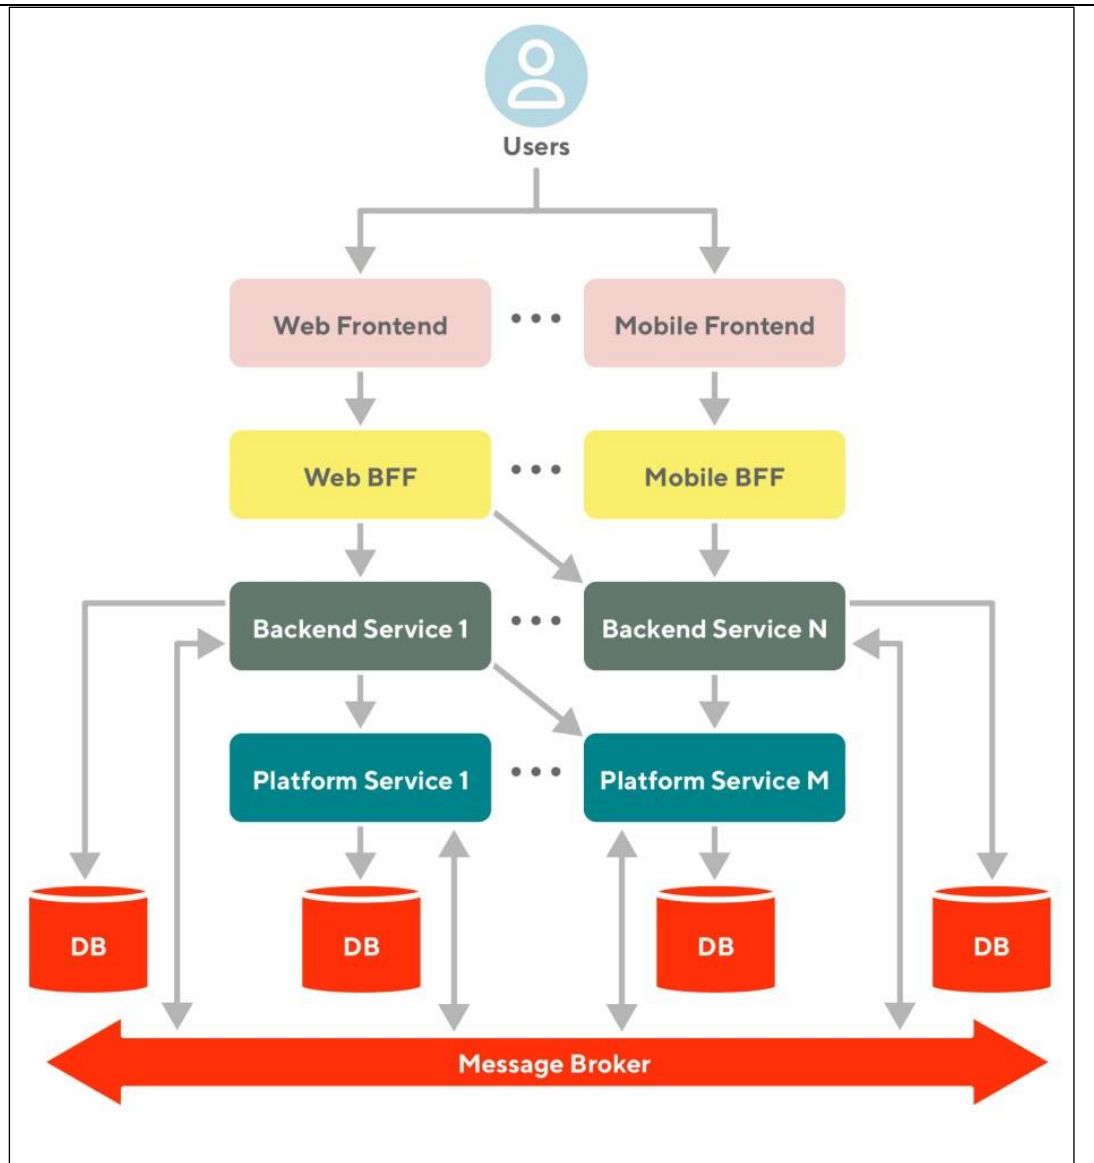 Users
Web Frontend
Mobile Frontend
Web BFF
Mobile BFF
Backend Service 1
Backend Service N
Platform Service 1
Platform Service M
DB
DB
DB
DB
Message Broker